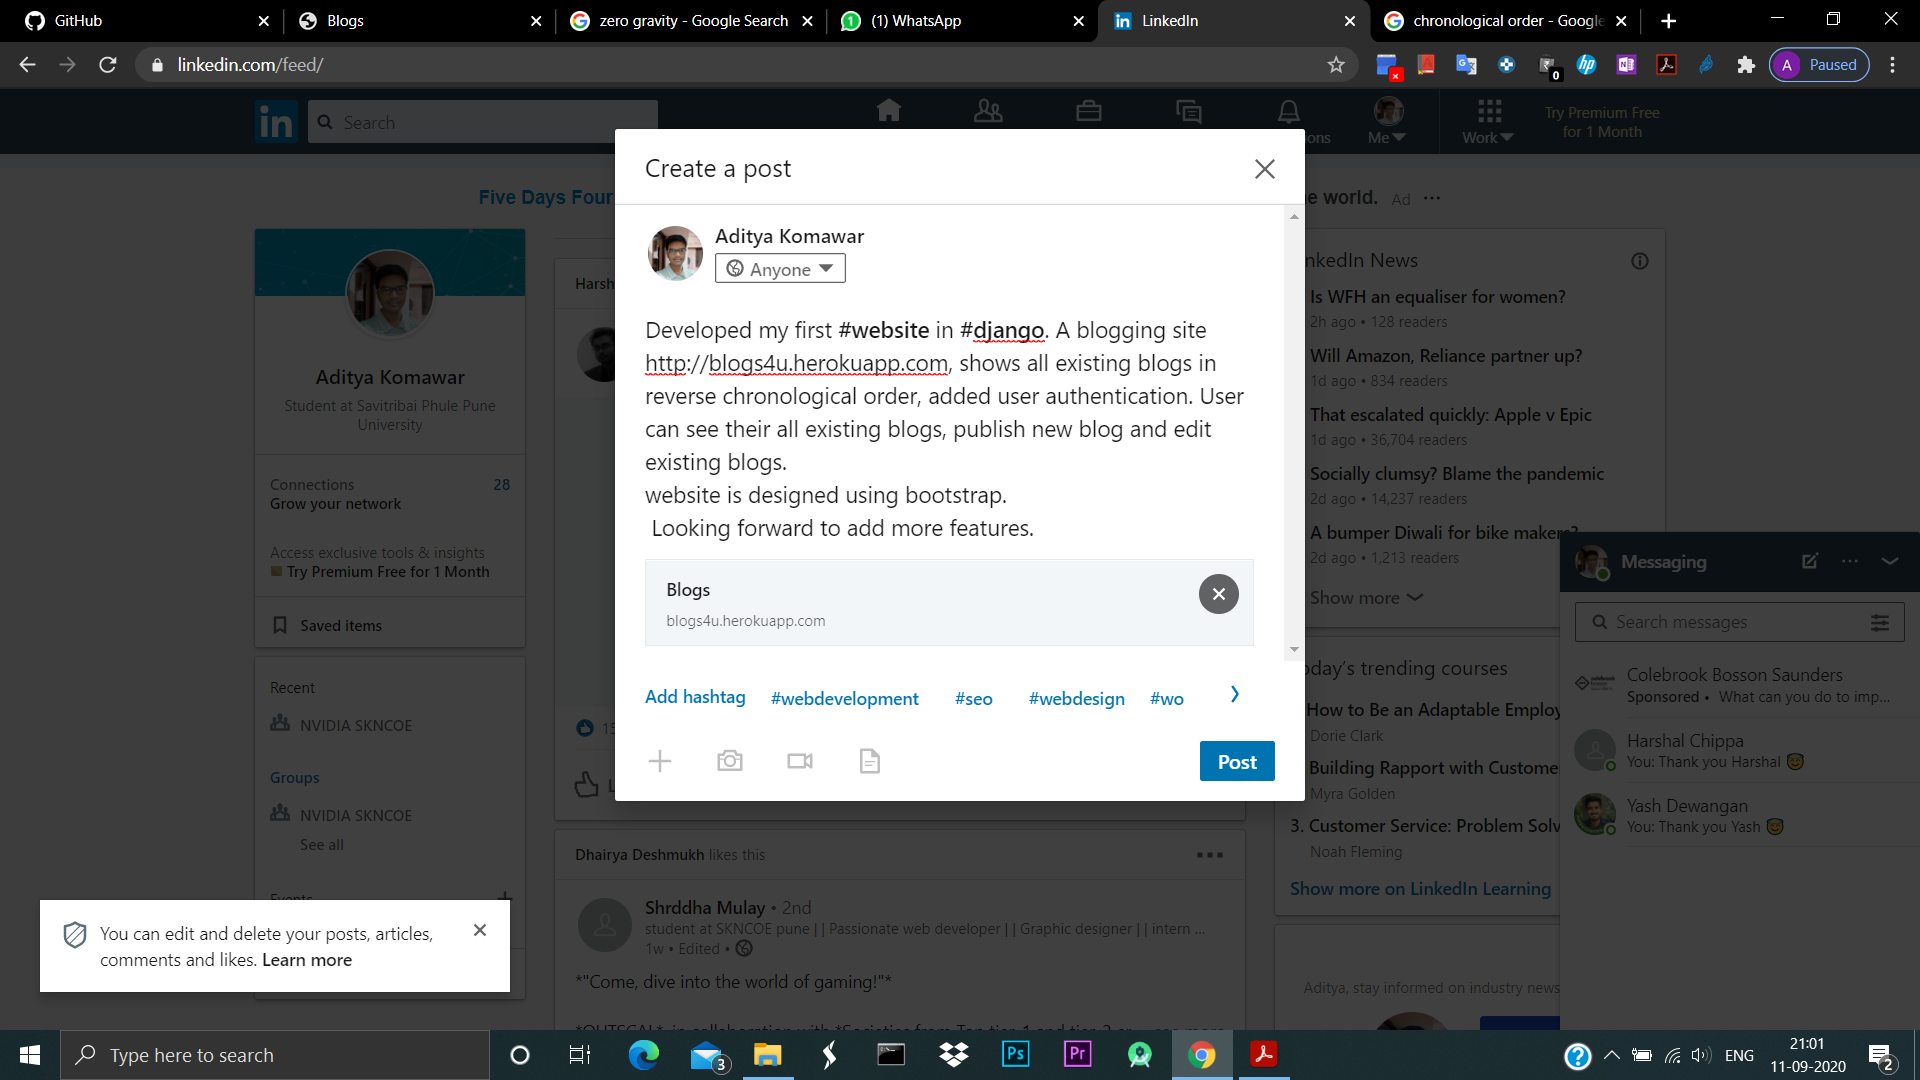 GitHub
Blogs
zero gravity - Google Search
(1) WhatsApp
LinkedIn
chronological order - Google
linkedin.com/feed/
0
A Paused
in
Search
ions
Me
Work
Try Premium Free
for 1 Month
Five Days Four
e world. Ad
Create a post
Aditya Komawar
Anyone
Developed my first #website in #django. A blogging site
http://blogs4u.herokuapp.com, shows all existing blogs in
reverse chronological order, added user authentication. User
can see their all existing blogs, publish new blog and edit
existing blogs.
website is designed using bootstrap.
Looking forward to add more features.
Blogs
blogs4u.herokuapp.com
Add hashtag #webdevelopment #seo #webdesign #wo
Post
Aditya Komawar
Student at Savitribai Phule Pune
University
Connections 28
Grow your network
Access exclusive tools & insights
Try Premium Free for 1 Month
Saved items
Recent
NVIDIA SKNCOE
Groups
NVIDIA SKNCOE
See all
Events
You can edit and delete your posts, articles,
comments and likes. Learn more
Harsh
15
L
Dhairya Deshmukh likes this
Shrddha Mulay • 2nd
student at SKNCOE pune || Passionate web developer || Graphic designer || intern ...
1w • Edited •
*"Come, dive into the world of gaming!"*
nkedIn News
Is WFH an equaliser for women?
2h ago • 128 readers
Will Amazon, Reliance partner up?
1d ago • 834 readers
That escalated quickly: Apple v Epic
1d ago • 36,704 readers
Socially clumsy? Blame the pandemic
2d ago • 14,237 readers
A bumper Diwali for bike makers?
2d ago • 1,213 readers
Show more
oday's trending courses
How to Be an Adaptable Employ
Dorie Clark
Building Rapport with Custome
Myra Golden
3. Customer Service: Problem Solv
Noah Fleming
Show more on LinkedIn Learning
Aditya, stay informed on industry news
Messaging
Search messages
Colebrook Bosson Saunders
Sponsored • What can you do to imp...
Harshal Chippa
You: Thank you Harshal 😇
Yash Dewangan
You: Thank you Yash 😇
Type here to search
3
Ps
Pr
ENG
21:01
11-09-2020
2